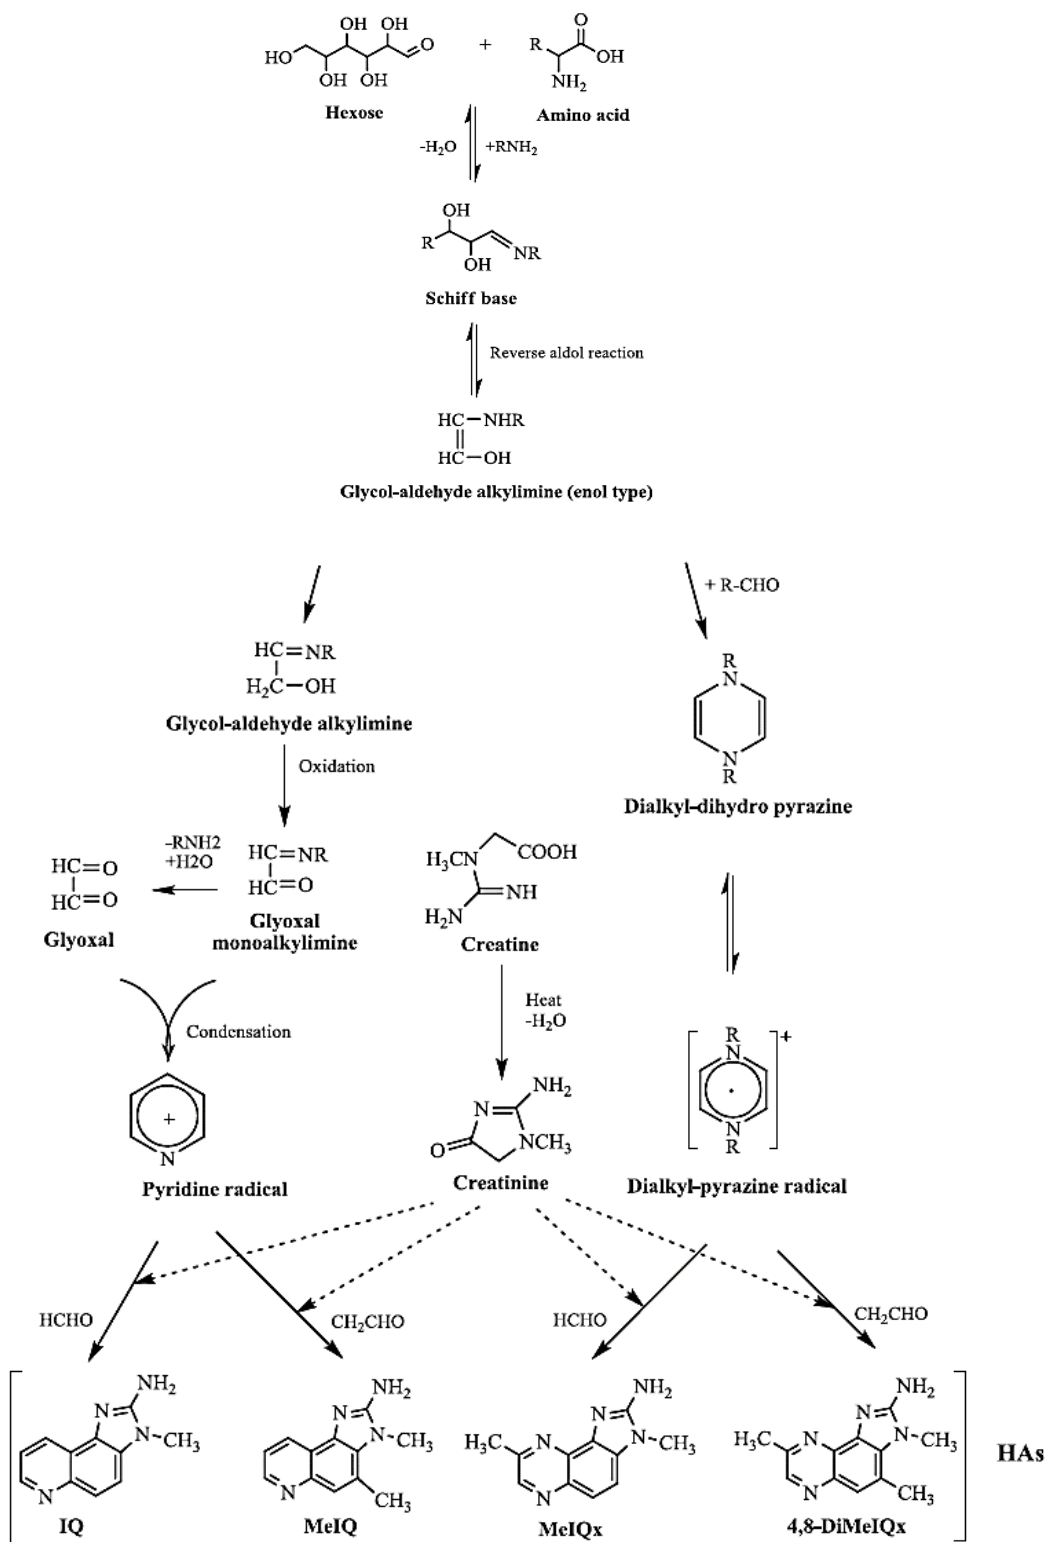 OH OH
HO O
OH OH
Hexose
+
O
R OH
NH₂
Amino acid
-H₂O +RNH₂
OH
R
OH NR
Schiff base
Reverse aldol reaction
HC—NHR
HC—OH
Glycol-aldehyde alkylimine (enol type)
+ R-CHO
HC=NR
H₂C—OH
Glycol-aldehyde alkylimine
Oxidation
R
N
N
R
Dialkyl-dihydro pyrazine
-RNH2
+H2O
HC=O
HC=O
Glyoxal
HC=NR
HC=O
Glyoxal
monoalkylimine
COOH
H₃C N
NH
H₂N
Creatine
Heat
-H₂O
Condensation
+
N
Pyridine radical
NH₂
N
N CH₃
O
Creatinine
R
N
N
R
+
Dialkyl-pyrazine radical
HCHO
CH₂CHO
HCHO
CH₂CHO
NH₂
N
N—CH₃
N
IQ
NH₂
N
N—CH₃
N
CH₃
MeIQ
NH₂
N
H₃C N N—CH₃
N
MeIQx
NH₂
N
H₃C N N—CH₃
N
CH₃
4,8-DiMeIQx
HAs